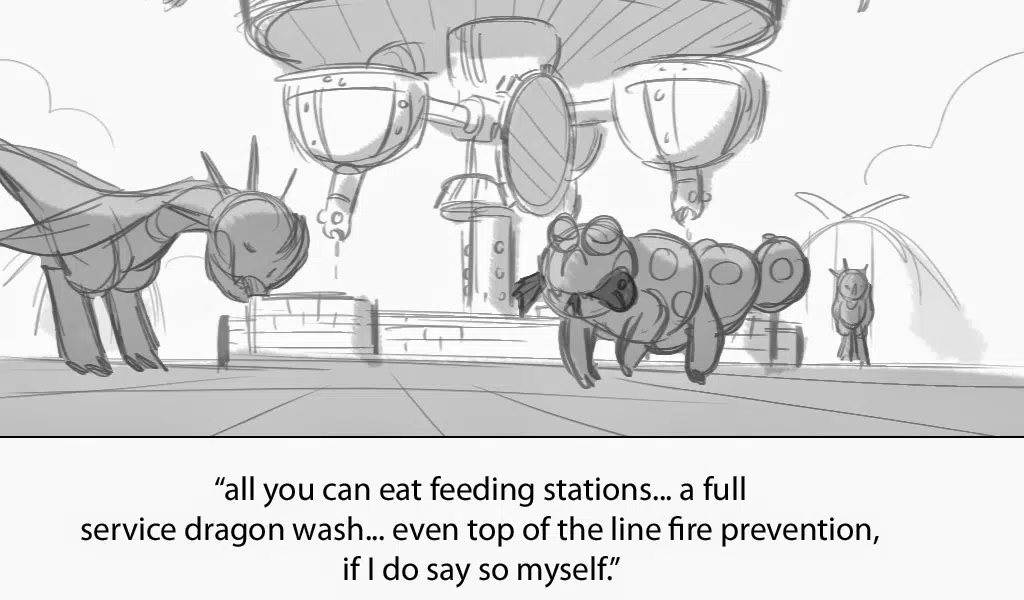 “all you can eat feeding stations... a full
service dragon wash... even top of the line fire prevention,
if I do say so myself.”